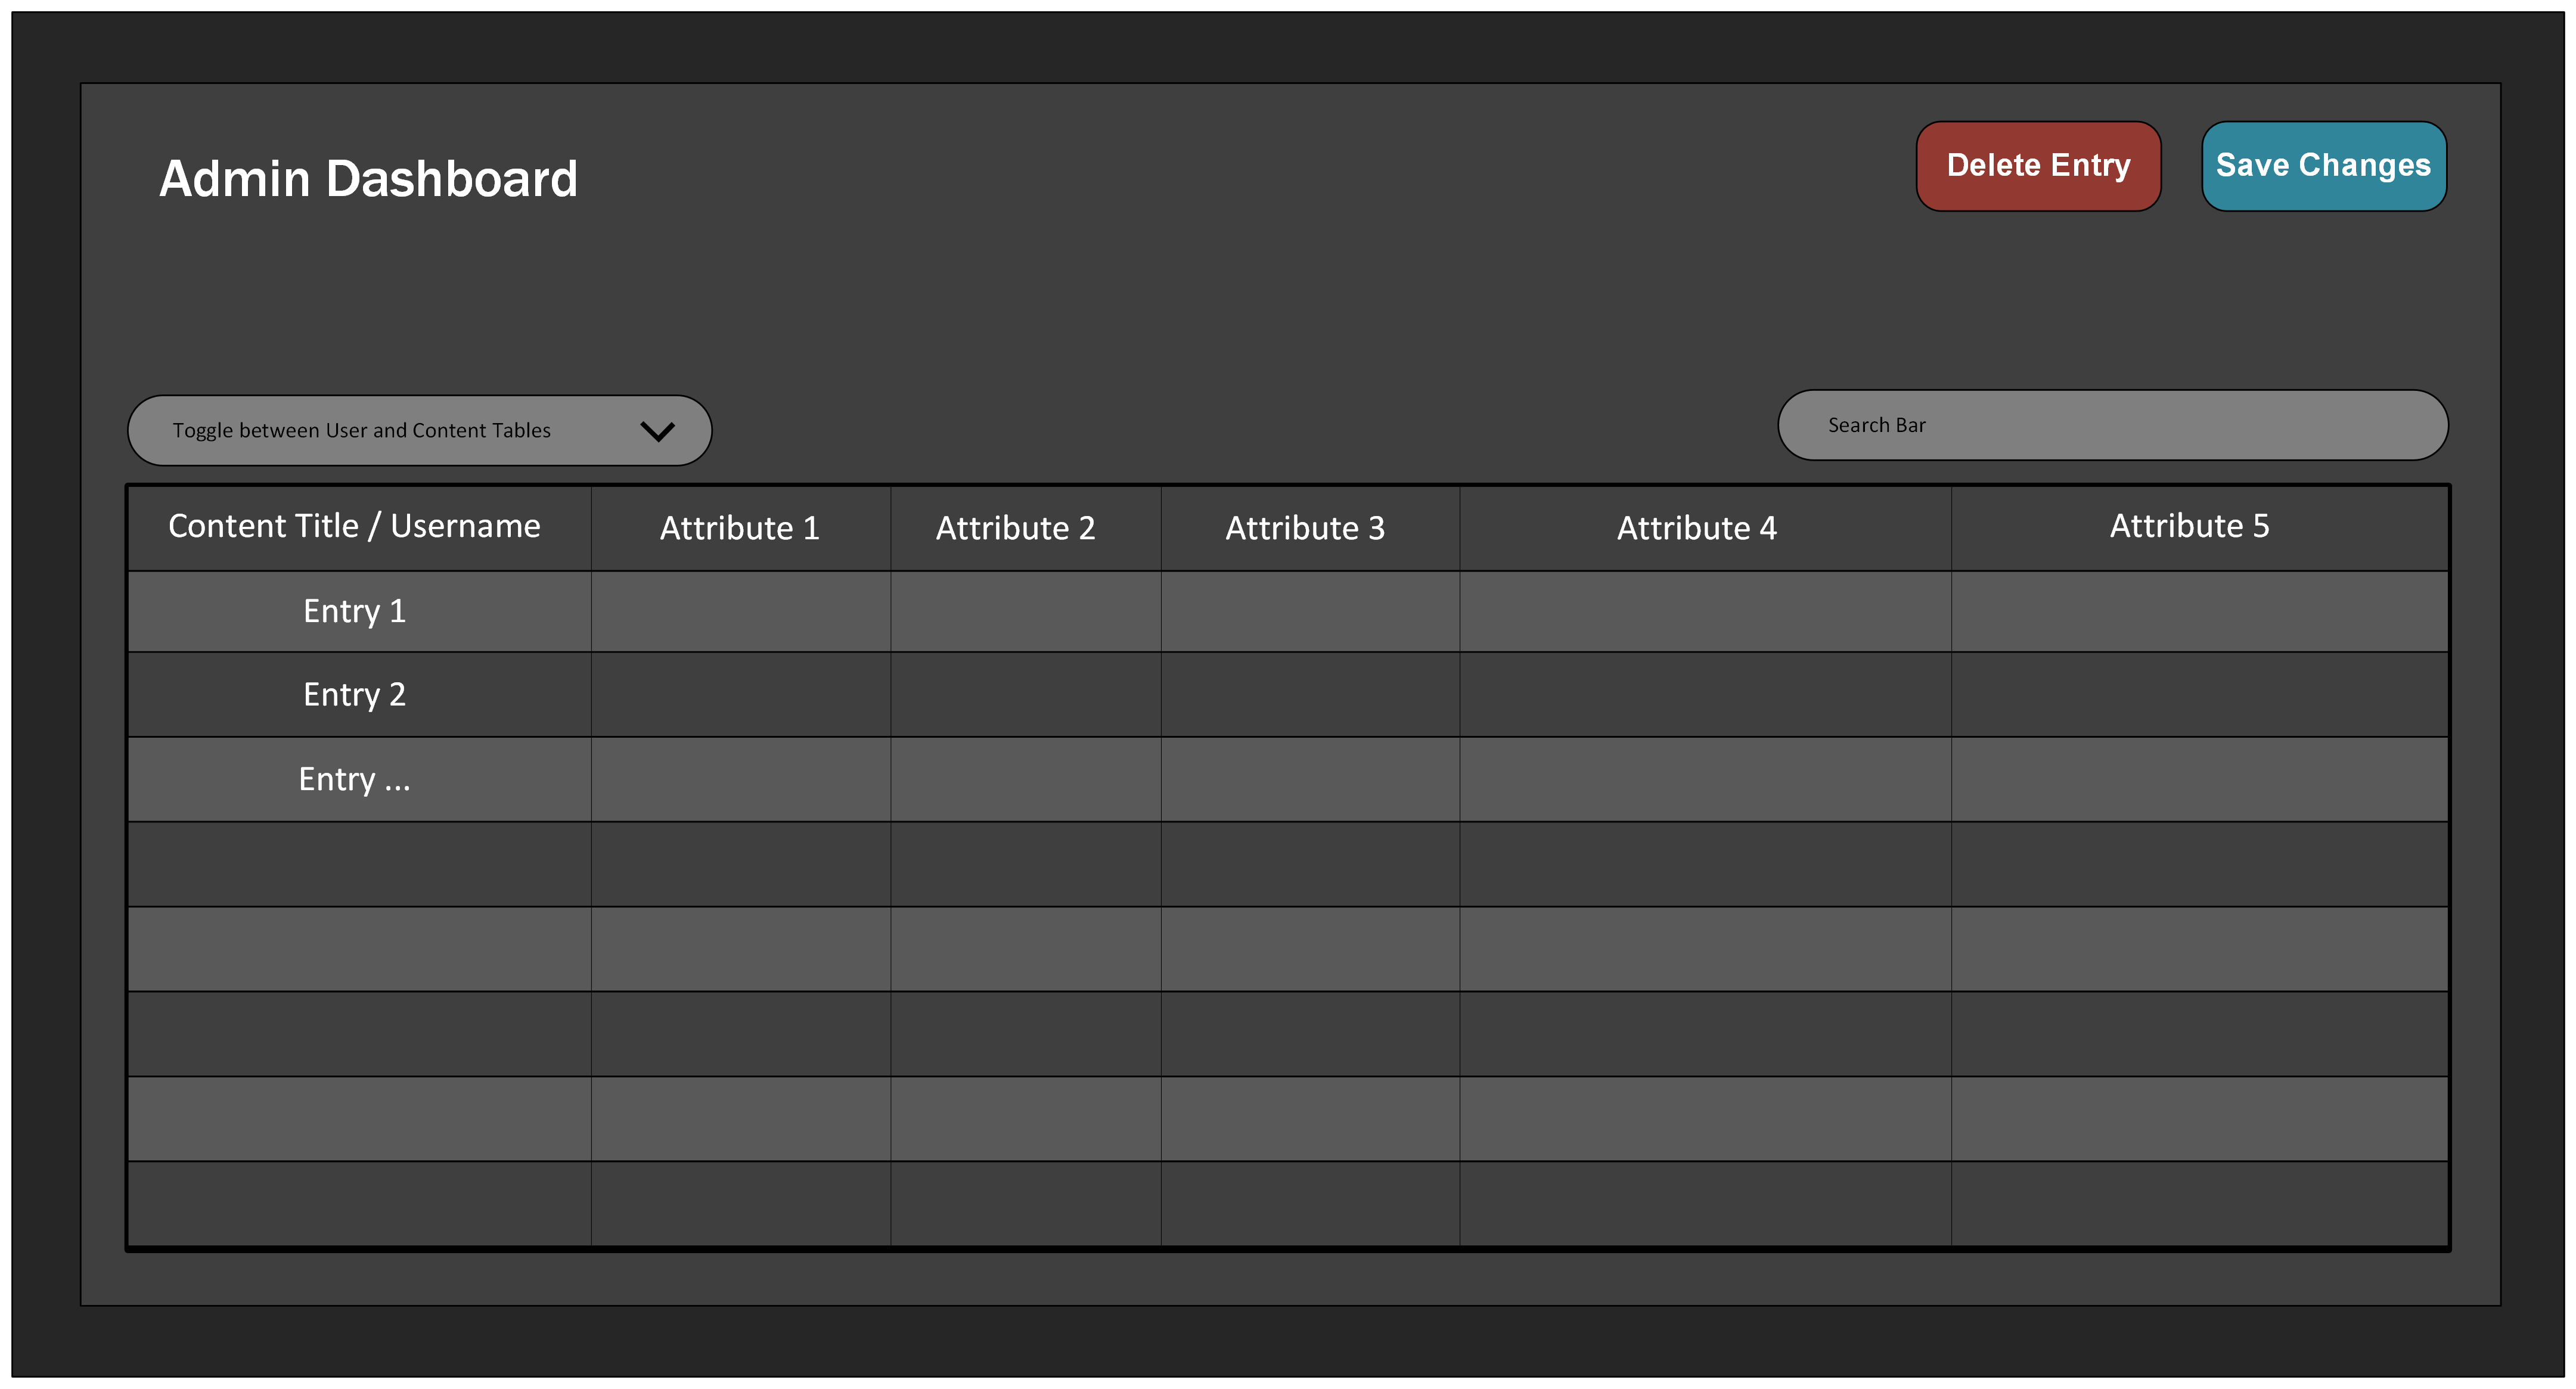 Admin Dashboard
Delete Entry
Save Changes
Toggle between User and Content Tables
Search Bar
Content Title / Username
Attribute 1
Attribute 2
Attribute 3
Attribute 4
Attribute 5
Entry 1
Entry 2
Entry ...